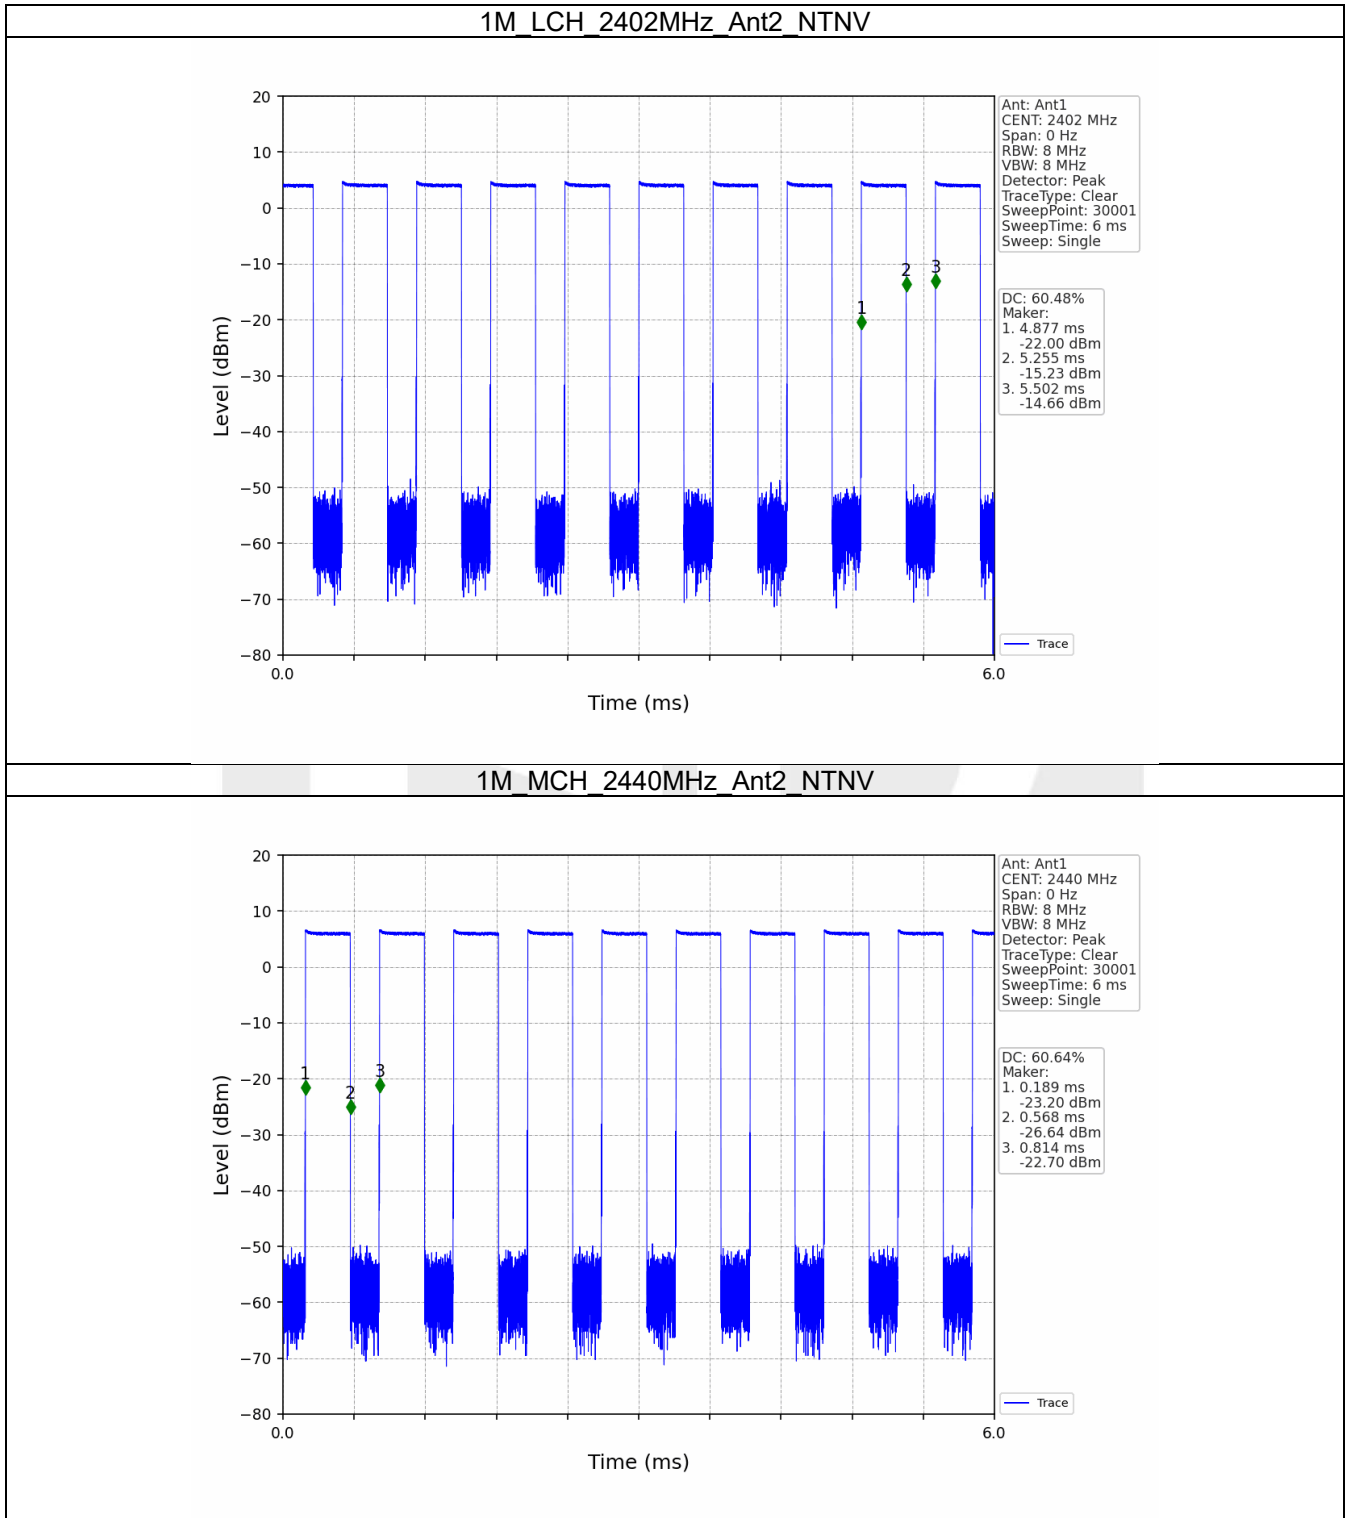 1M_LCH_2402MHz_Ant2_NTNV
20
10
0
−10
−20
−30
−40
−50
−60
−70
−80
Level (dBm)
1
2
3
0.0
6.0
Time (ms)
Ant: Ant1
CENT: 2402 MHz
Span: 0 Hz
RBW: 8 MHz
VBW: 8 MHz
Detector: Peak
TraceType: Clear
SweepPoint: 30001
SweepTime: 6 ms
Sweep: Single
DC: 60.48%
Maker:
1. 4.877 ms
-22.00 dBm
2. 5.255 ms
-15.23 dBm
3. 5.502 ms
-14.66 dBm
Trace
1M_MCH_2440MHz_Ant2_NTNV
20
10
0
−10
−20
−30
−40
−50
−60
−70
−80
Level (dBm)
1
2
3
0.0
6.0
Time (ms)
Ant: Ant1
CENT: 2440 MHz
Span: 0 Hz
RBW: 8 MHz
VBW: 8 MHz
Detector: Peak
TraceType: Clear
SweepPoint: 30001
SweepTime: 6 ms
Sweep: Single
DC: 60.64%
Maker:
1. 0.189 ms
-23.20 dBm
2. 0.568 ms
-26.64 dBm
3. 0.814 ms
-22.70 dBm
Trace